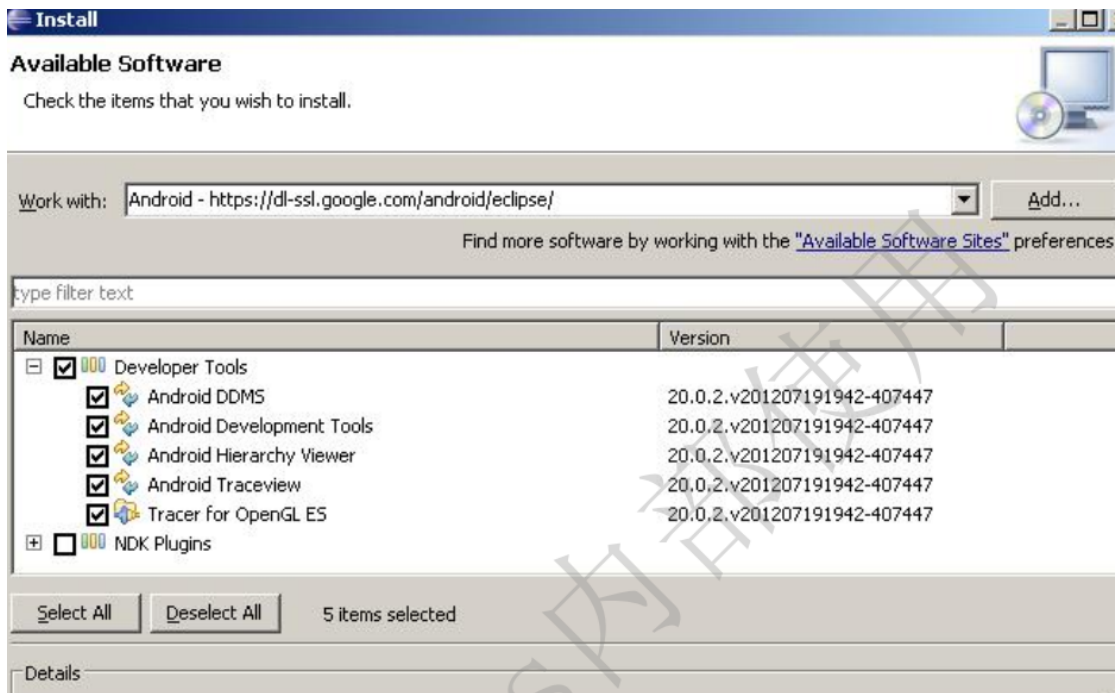 Install
Available Software
Check the items that you wish to install.
Work with: Android - https://dl-ssl.google.com/android/eclipse/ Add...
Find more software by working with the "Available Software Sites" preferences
type filter text
Name Version
Developer Tools
Android DDMS 20.0.2.v201207191942-407447
Android Development Tools 20.0.2.v201207191942-407447
Android Hierarchy Viewer 20.0.2.v201207191942-407447
Android Traceview 20.0.2.v201207191942-407447
Tracer for OpenGL ES 20.0.2.v201207191942-407447
NDK Plugins
Select All Deselect All 5 items selected
Details
内部使用